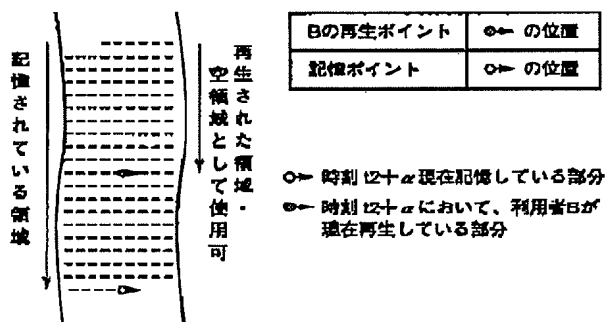 記憶されている領域
再生された領域・
空領域として使用可
Bの再生ポイント
の位置
記憶ポイント
の位置
時刻 t2+α現在記憶している部分
時刻 t2+αにおいて、利用者Bが
現在再生している部分